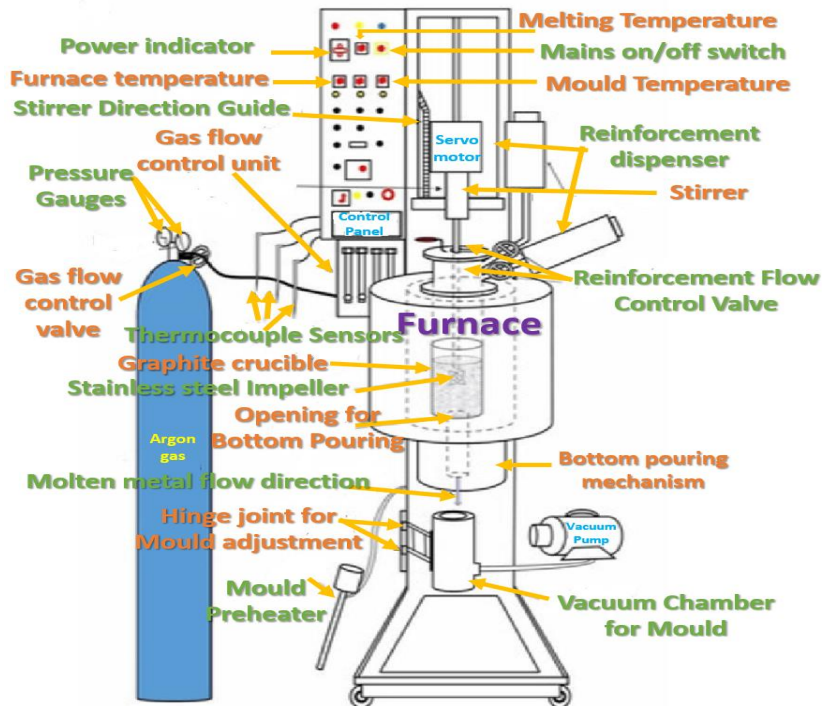 Melting Temperature
Power indicator
Mains on/off switch
Furnace temperature
Mould Temperature
Stirrer Direction Guide
Gas flow
control unit
Servo
motor
Reinforcement
dispenser
Pressure
Gauges
Stirrer
Control
Panel
Gas flow
control
valve
Reinforcement Flow
Control Valve
Thermocouple Sensors
Furnace
Graphite crucible
Stainless steel Impeller
Opening for
Bottom Pouring
Argon
gas
Bottom pouring
mechanism
Molten metal flow direction
Hinge joint for
Mould adjustment
Vacuum
Pump
Mould
Preheater
Vacuum Chamber
for Mould